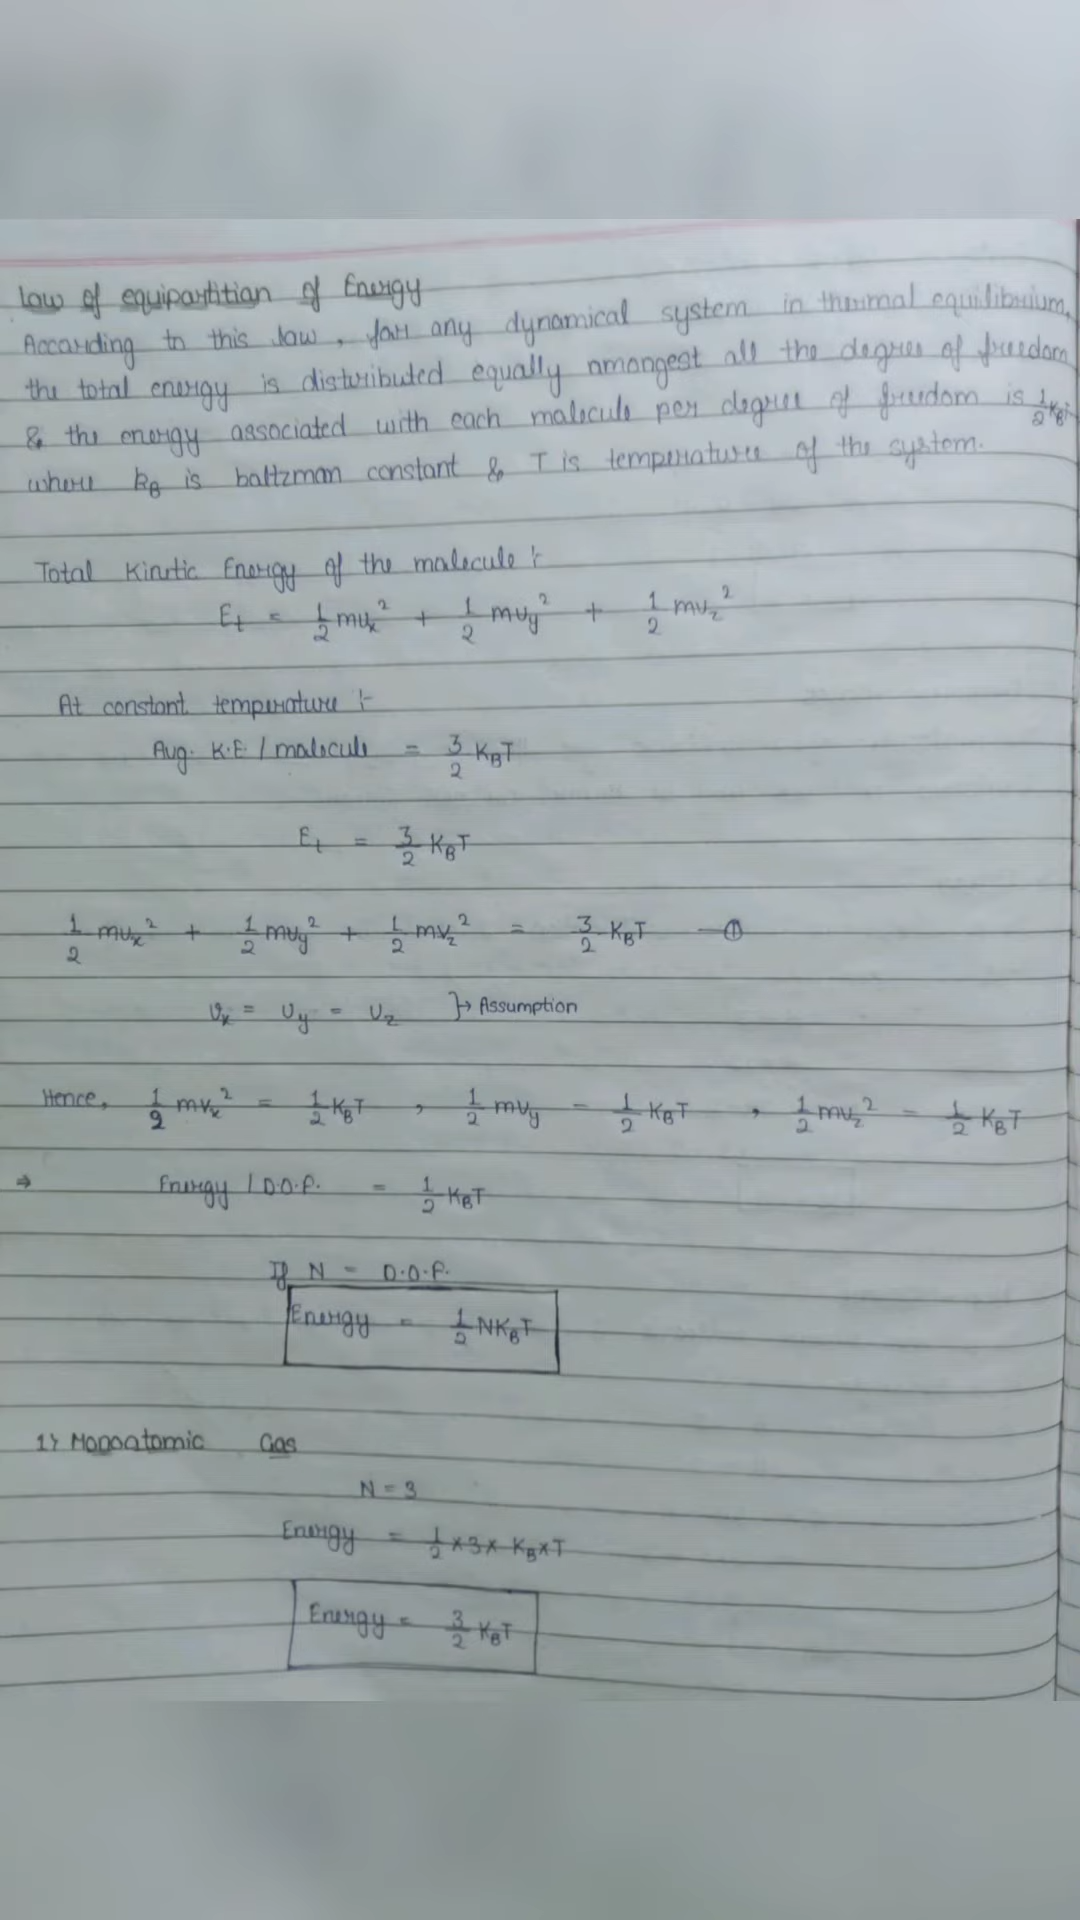 Law of equipartition of Energy
According to this law, for any dynamical system in thermal equilibrium,
the total energy is distributed equally amongest all the degree of freedom
& the energy associated with each molecule per degree of freedom is 1/2 KBT
where kB is boltzman constant & T is temperature of the system.
Total Kinetic Energy of the molecule :-
Et = 1/2 mvx² + 1/2 mvy² + 1/2 mvz²
At constant temperature :-
Avg. K.E. / molecule = 3/2 KBT
Et = 3/2 KBT
1/2 mvx² + 1/2 mvy² + 1/2 mvz² = 3/2 KBT —①
vx = vy = vz }→ Assumption
Hence, 1/2 mvx² = 1/2 KBT , 1/2 mvy = 1/2 KBT , 1/2 mvz² = 1/2 KBT
⇒ Energy / D.O.F. = 1/2 KBT
If N = D.O.F.
Energy = 1/2 NKBT
1) Monoatomic Gas
N = 3
Energy = 1/2 × 3 × KB × T
Energy = 3/2 KBT